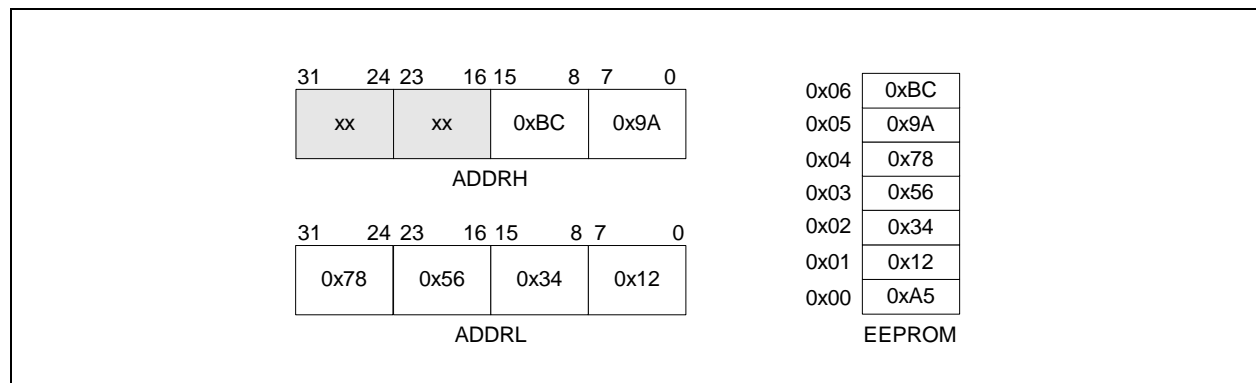 31 24 23 16 15 8 7 0
xx xx 0xBC 0x9A
ADDRH
31 24 23 16 15 8 7 0
0x78 0x56 0x34 0x12
ADDRL
0x06 0xBC
0x05 0x9A
0x04 0x78
0x03 0x56
0x02 0x34
0x01 0x12
0x00 0xA5
EEPROM